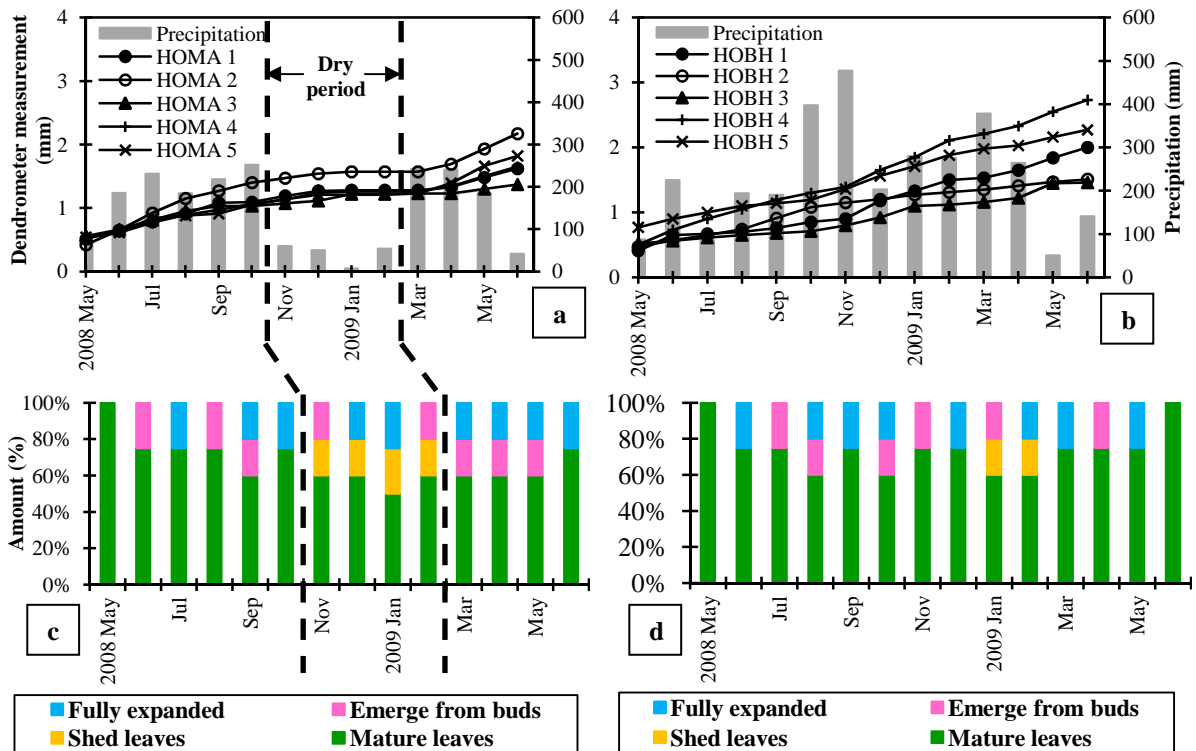 Dendrometer measurement
(mm)
4
3
2
1
0
Precipitation
HOMA 1
HOMA 2
HOMA 3
HOMA 4
HOMA 5
Dry
period
600
500
400
300
200
100
0
2008 May
Jul
Sep
Nov
2009 Jan
Mar
May
a
4
3
2
1
0
Precipitation
HOBH 1
HOBH 2
HOBH 3
HOBH 4
HOBH 5
600
500
400
300
200
100
0
Precipitation (mm)
2008 May
Jul
Sep
Nov
2009 Jan
Mar
May
b
Amount (%)
100%
80%
60%
40%
20%
0%
2008 May
Jul
Sep
Nov
2009 Jan
Mar
May
c
100%
80%
60%
40%
20%
0%
2008 May
Jul
Sep
Nov
2009 Jan
Mar
May
d
Fully expanded
Emerge from buds
Shed leaves
Mature leaves
Fully expanded
Emerge from buds
Shed leaves
Mature leaves